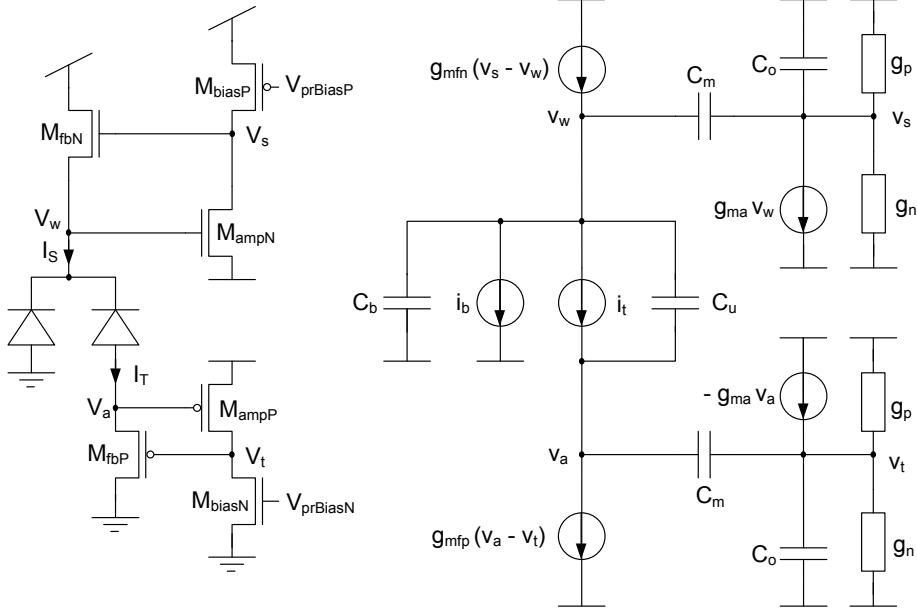 M_biasP
V_prBiasP
M_fbN
V_s
V_w
M_ampN
I_S
I_T
V_a
M_ampP
M_fbP
V_t
M_biasN
V_prBiasN
g_mfn (v_s - v_w)
C_o
g_p
C_m
v_w
v_s
g_ma v_w
g_n
C_b
i_b
i_t
C_u
- g_ma v_a
g_p
v_a
v_t
C_m
g_mfp (v_a - v_t)
C_o
g_n